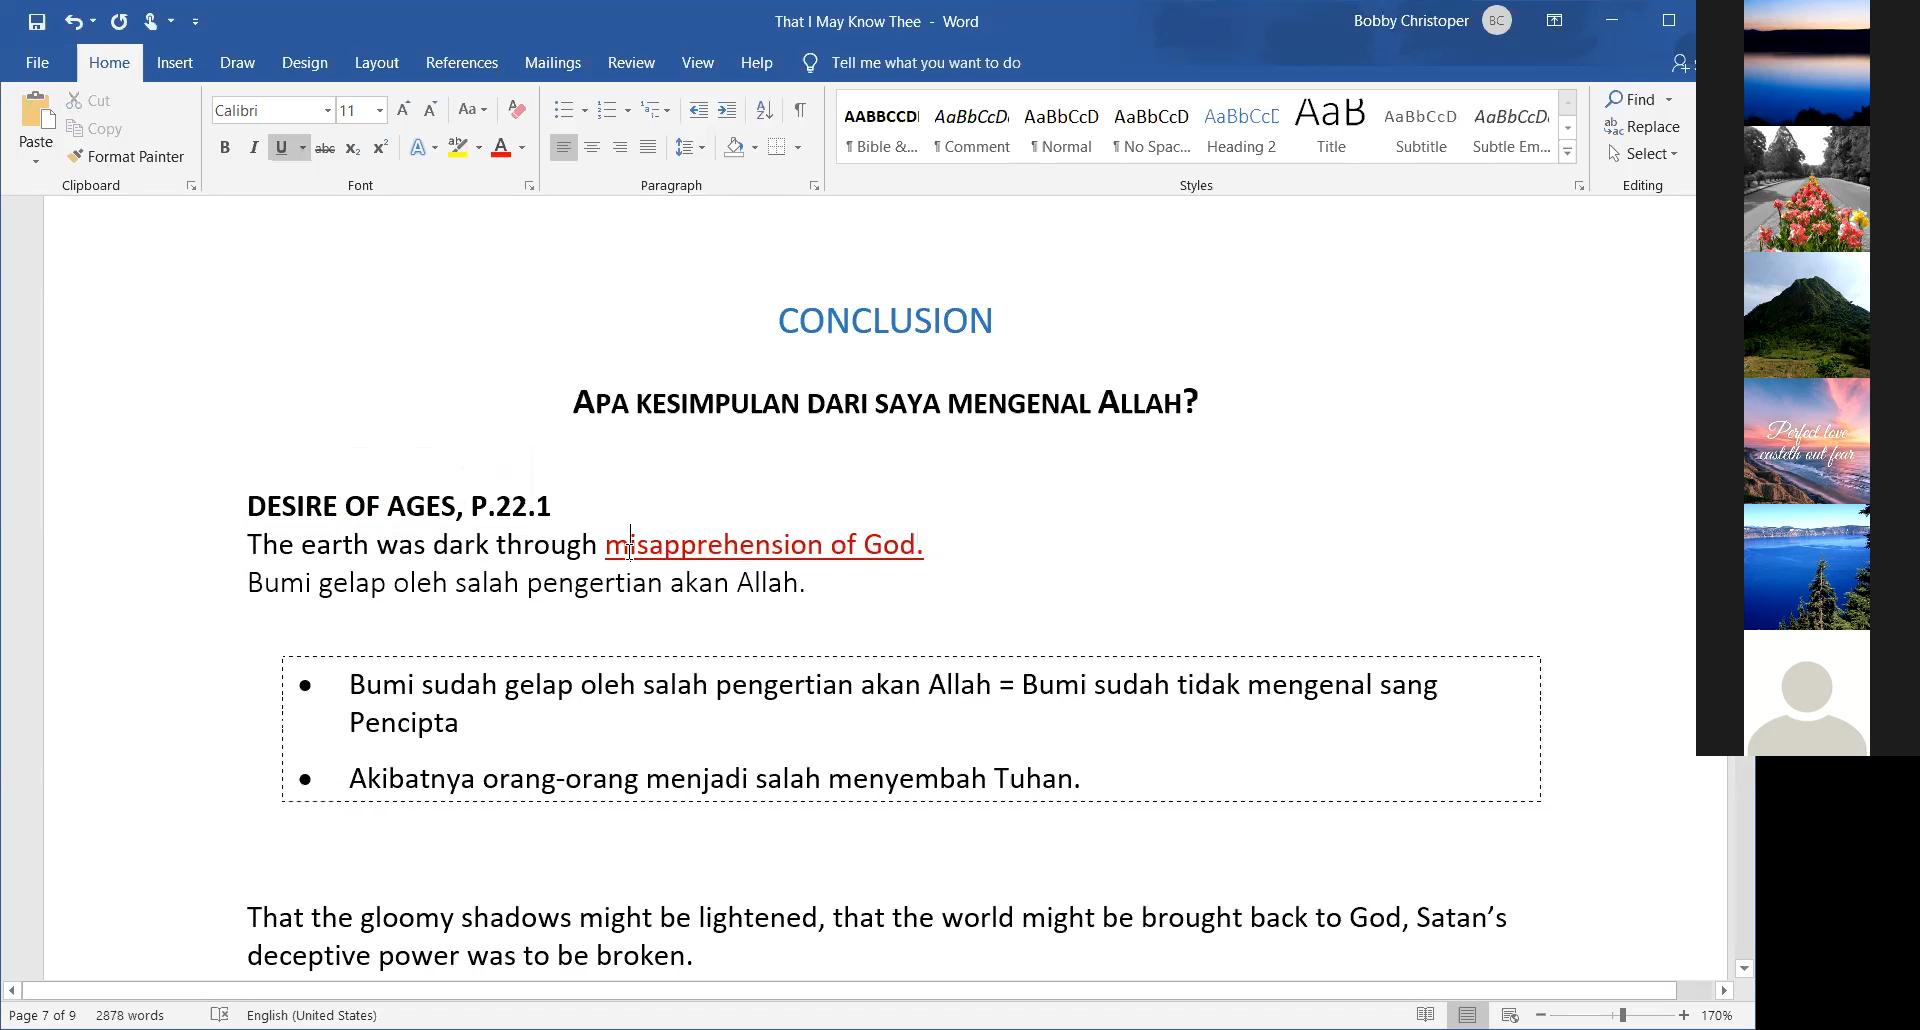 That I May Know Thee - Word
Bobby Christoper BC
File Home Insert Draw Design Layout References Mailings Review View Help Tell me what you want to do
Paste
Cut
Copy
Format Painter
Clipboard
Calibri 11
Aa
B I U abc x₂ x² A ab A
Font
Paragraph
AABBCCDI AaBbCcDi AaBbCcD AaBbCcD AaBbCcD AaB AaBbCcD AaBbCcDi
¶ Bible &... ¶ Comment ¶ Normal ¶ No Spac... Heading 2 Title Subtitle Subtle Em...
Styles
Find
Replace
Select
Editing
CONCLUSION
APA KESIMPULAN DARI SAYA MENGENAL ALLAH?
DESIRE OF AGES, P.22.1
The earth was dark through misapprehension of God.
Bumi gelap oleh salah pengertian akan Allah.
• Bumi sudah gelap oleh salah pengertian akan Allah = Bumi sudah tidak mengenal sang
Pencipta
• Akibatnya orang-orang menjadi salah menyembah Tuhan.
That the gloomy shadows might be lightened, that the world might be brought back to God, Satan’s
deceptive power was to be broken.
Perfect love
casteth out fear
Page 7 of 9 2878 words English (United States) 170%